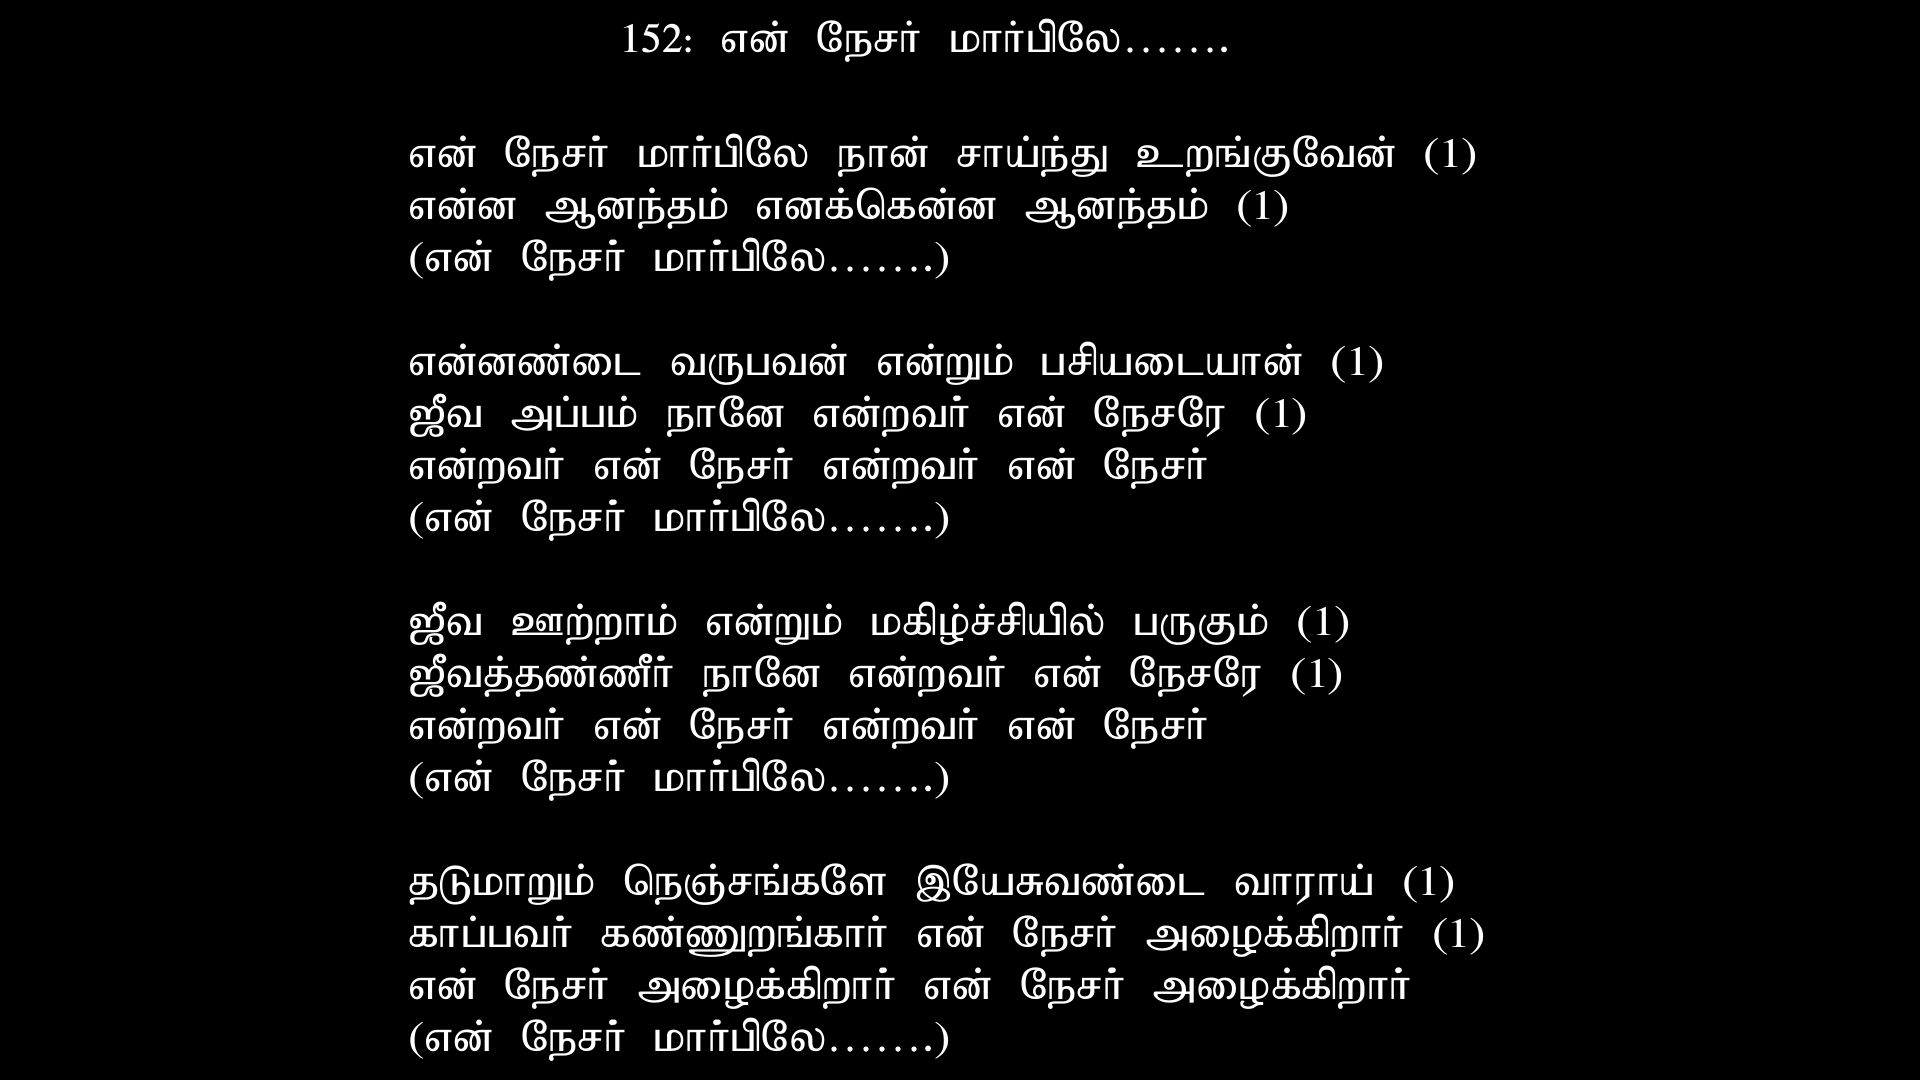 152: என் நேசர் மார்பிலே.......
என் நேசர் மார்பிலே நான் சாய்ந்து உறங்குவேன் (1)
என்ன ஆனந்தம் எனக்கென்ன ஆனந்தம் (1)
(என் நேசர் மார்பிலே.......)
என்னண்டை வருபவன் என்றும் பசியடையான் (1)
ஜீவ அப்பம் நானே என்றவர் என் நேசரே (1)
என்றவர் என் நேசர் என்றவர் என் நேசர்
(என் நேசர் மார்பிலே.......)
ஜீவ ஊற்றாம் என்றும் மகிழ்ச்சியில் பருகும் (1)
ஜீவத்தண்ணீர் நானே என்றவர் என் நேசரே (1)
என்றவர் என் நேசர் என்றவர் என் நேசர்
(என் நேசர் மார்பிலே.......)
தடுமாறும் நெஞ்சங்களே இயேசுவண்டை வாராய் (1)
காப்பவர் கண்ணுறங்கார் என் நேசர் அழைக்கிறார் (1)
என் நேசர் அழைக்கிறார் என் நேசர் அழைக்கிறார்
(என் நேசர் மார்பிலே.......)